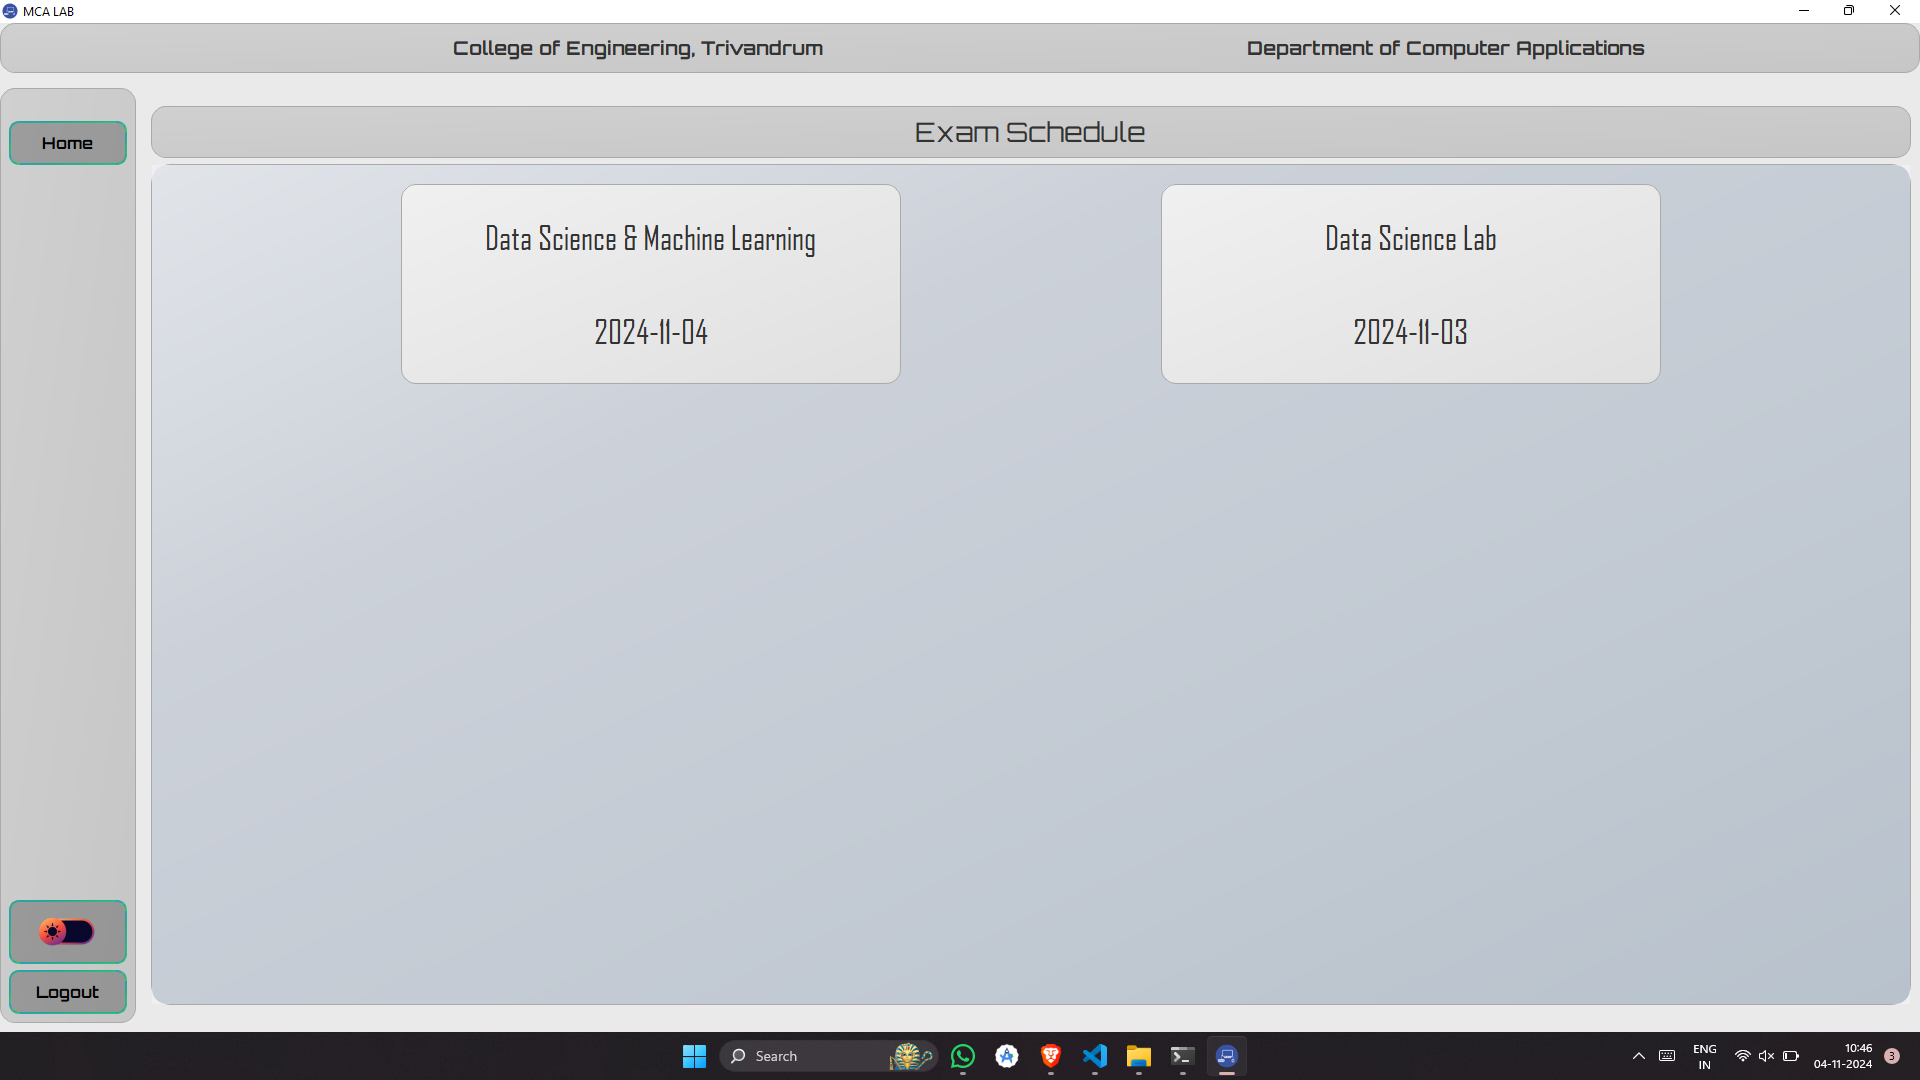 MCA LAB
College of Engineering, Trivandrum
Department of Computer Applications
Home
Exam Schedule
Data Science & Machine Learning
2024-11-04
Data Science Lab
2024-11-03
Logout
Search
ENG
IN
10:46
04-11-2024
3